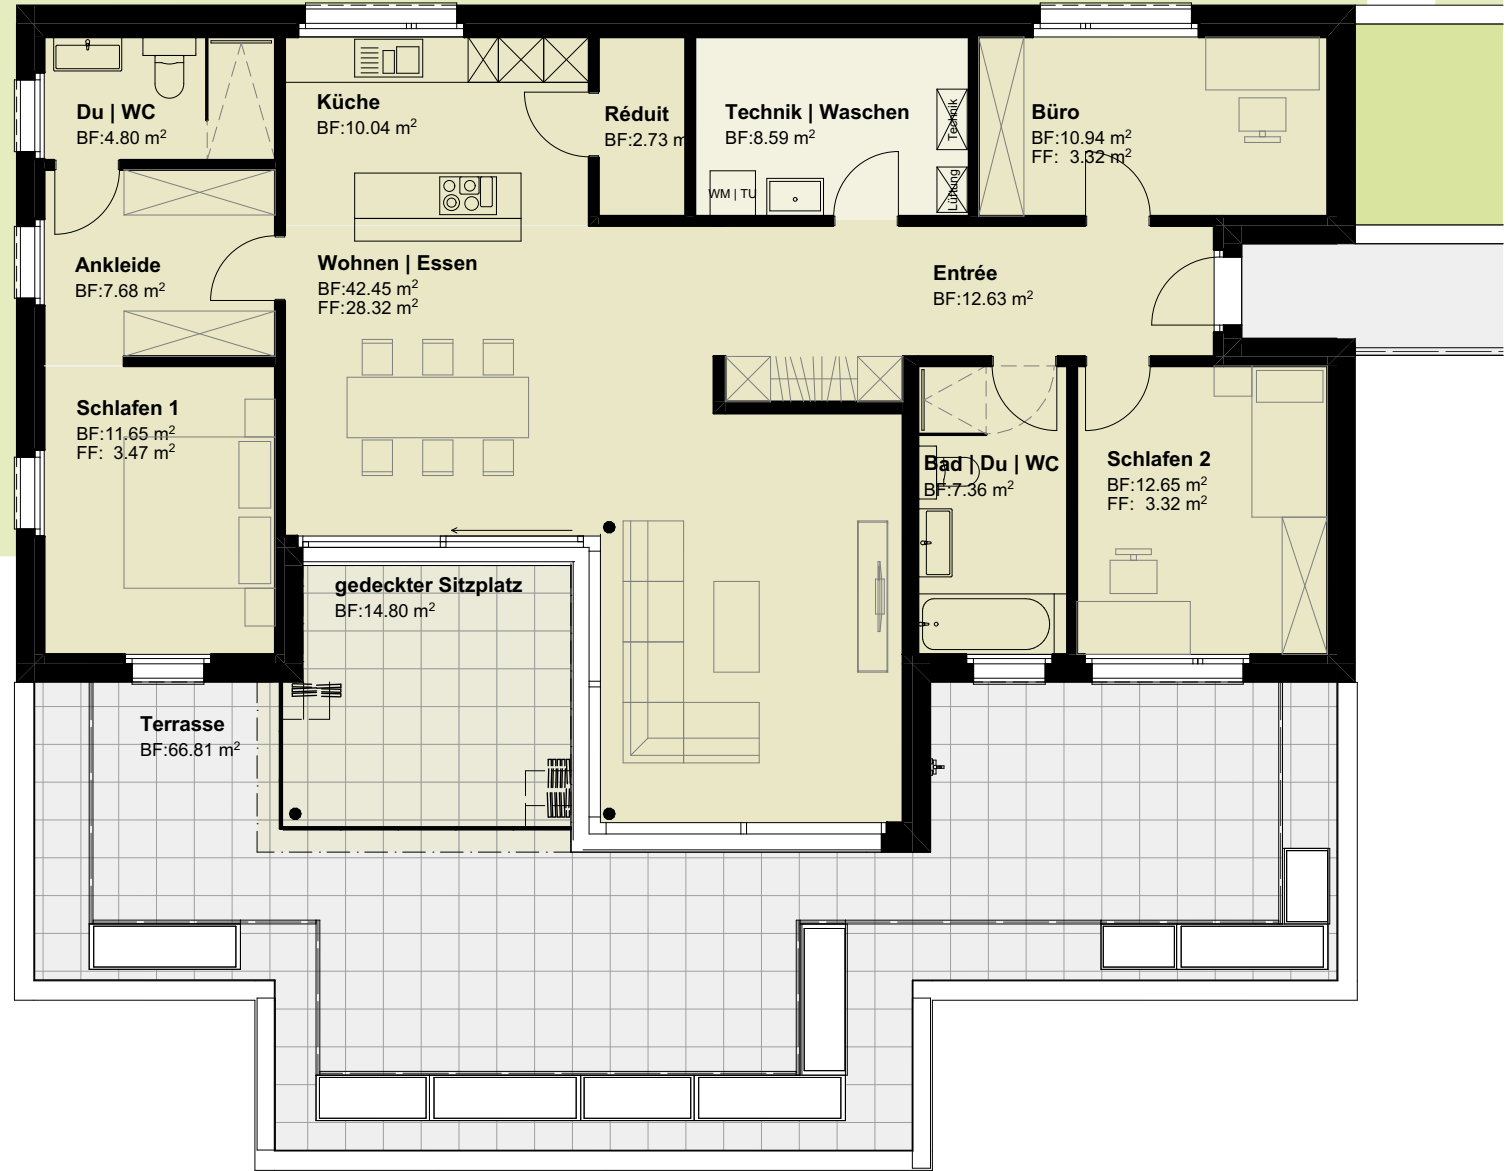 Du | WC
BF:4.80 m²
Küche
BF:10.04 m²
Réduit
BF:2.73 m
Technik | Waschen
BF:8.59 m²
Technik
Lüftung
WM | TU
Büro
BF:10.94 m²
FF: 3.32 m²
Ankleide
BF:7.68 m²
Wohnen | Essen
BF:42.45 m²
FF:28.32 m²
Entrée
BF:12.63 m²
Schlafen 1
BF:11.65 m²
FF: 3.47 m²
Bad | Du | WC
BF:7.36 m²
Schlafen 2
BF:12.65 m²
FF: 3.32 m²
gedeckter Sitzplatz
BF:14.80 m²
Terrasse
BF:66.81 m²